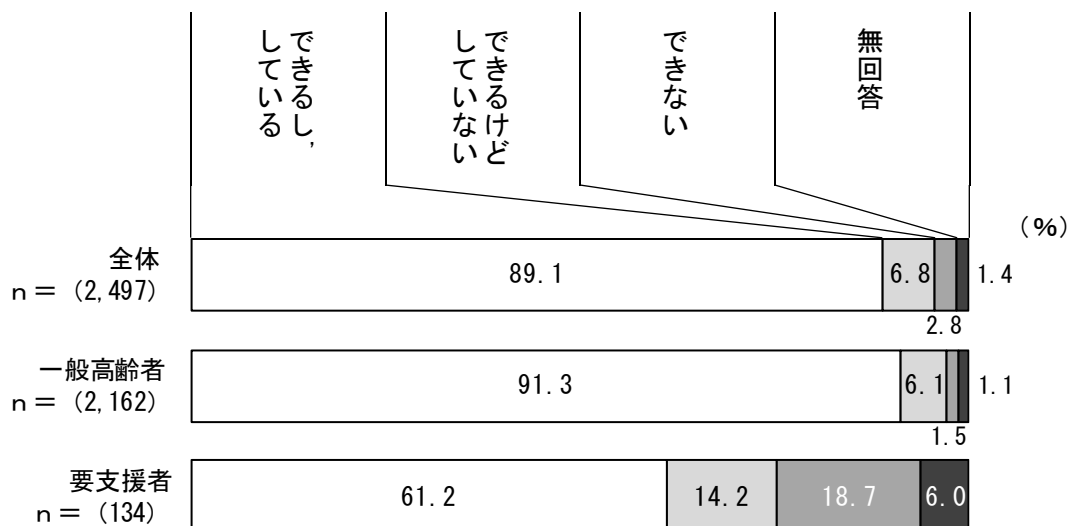 できるし，
している
できるけど
していない
できない
無回答
（％）
全体
ｎ＝（2,497）
89.1
6.8
2.8
1.4
一般高齢者
ｎ＝（2,162）
91.3
6.1
1.5
1.1
要支援者
ｎ＝（134）
61.2
14.2
18.7
6.0